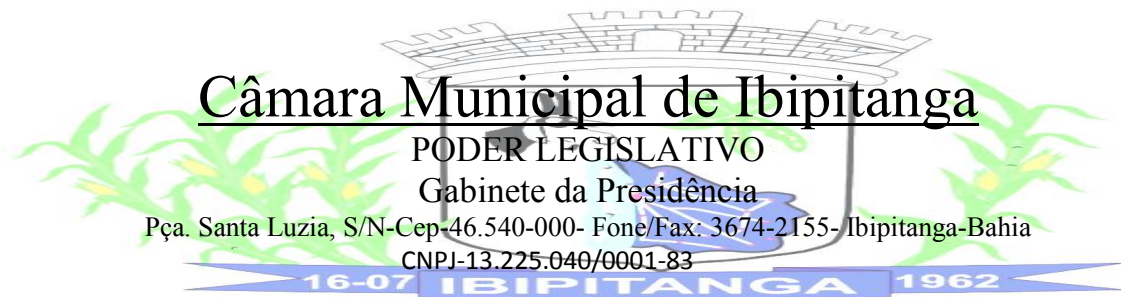 Câmara Municipal de Ibipitanga
PODER LEGISLATIVO
Gabinete da Presidência
Pça. Santa Luzia, S/N-Cep-46.540-000- Fone/Fax: 3674-2155- Ibipitanga-Bahia
CNPJ-13.225.040/0001-83
16-07 IBIPITANGA 1962